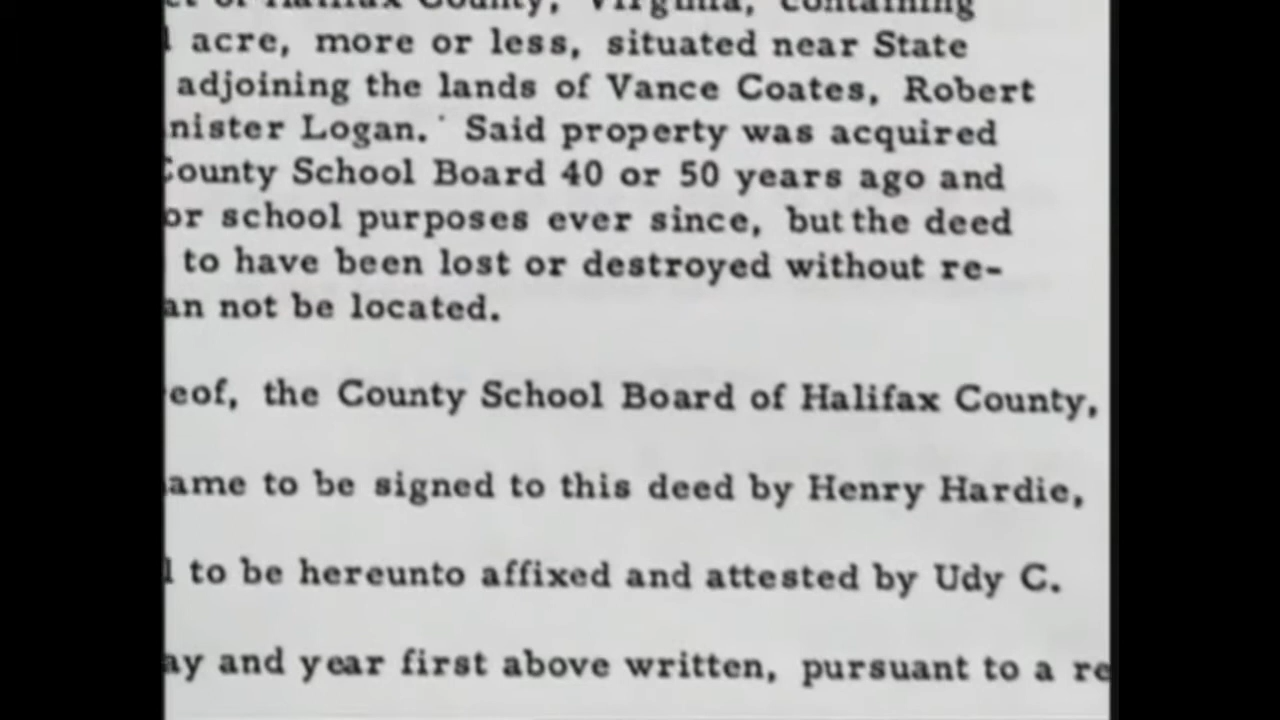 of Halifax County, Virginia, containing
acre, more or less, situated near State
adjoining the lands of Vance Coates, Robert
nister Logan. Said property was acquired
County School Board 40 or 50 years ago and
or school purposes ever since, but the deed
to have been lost or destroyed without re-
an not be located.
eof, the County School Board of Halifax County,
ame to be signed to this deed by Henry Hardie,
l to be hereunto affixed and attested by Udy C.
ay and year first above written, pursuant to a re